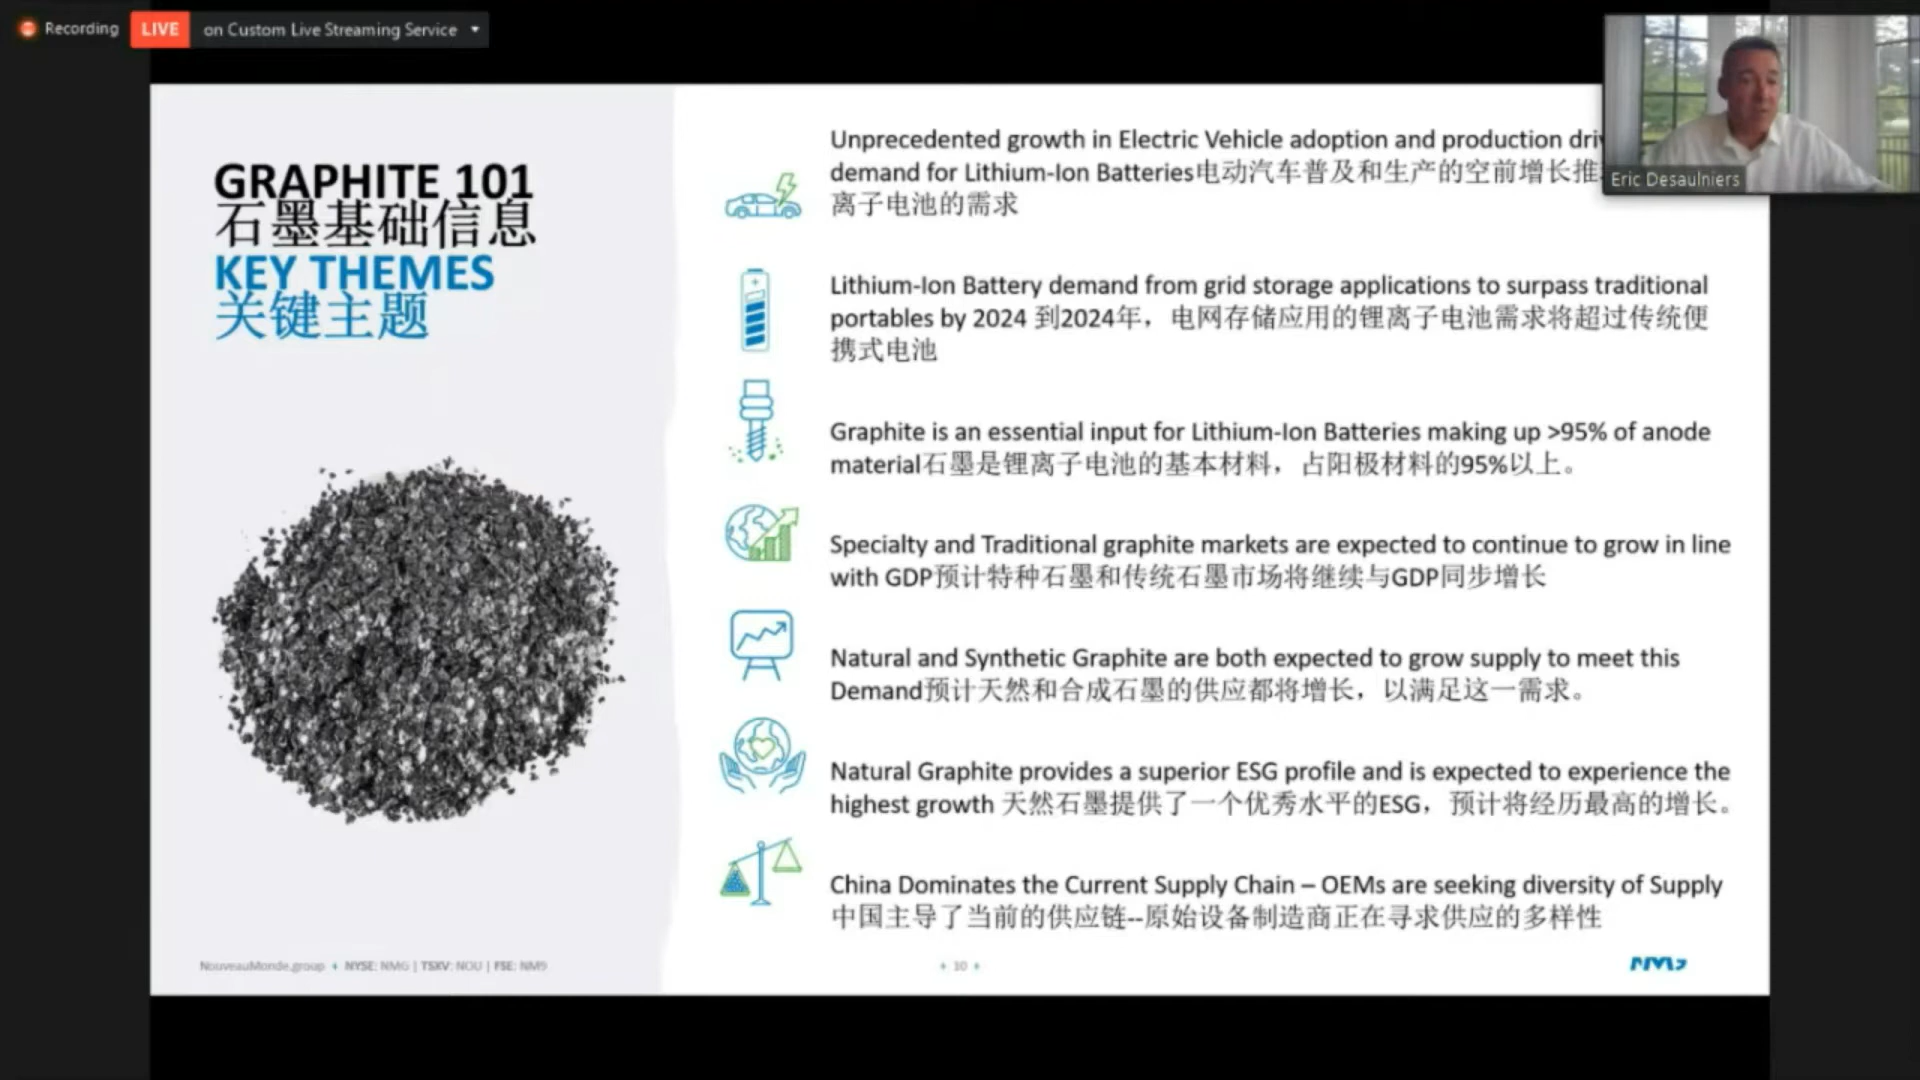 Recording
LIVE on Custom Live Streaming Service
Eric Desaulniers
GRAPHITE 101
石墨基础信息
KEY THEMES
关键主题
Unprecedented growth in Electric Vehicle adoption and production
demand for Lithium-Ion Batteries电动汽车普及和生产的空前增长推
离子电池的需求
Lithium-Ion Battery demand from grid storage applications to surpass traditional
portables by 2024 到2024年，电网存储应用的锂离子电池需求将超过传统便
携式电池
Graphite is an essential input for Lithium-Ion Batteries making up >95% of anode
material石墨是锂离子电池的基本材料，占阳极材料的95%以上。
Specialty and Traditional graphite markets are expected to continue to grow in line
with GDP预计特种石墨和传统石墨市场将继续与GDP同步增长
Natural and Synthetic Graphite are both expected to grow supply to meet this
Demand预计天然和合成石墨的供应都将增长，以满足这一需求。
Natural Graphite provides a superior ESG profile and is expected to experience the
highest growth 天然石墨提供了一个优秀水平的ESG，预计将经历最高的增长。
China Dominates the Current Supply Chain – OEMs are seeking diversity of Supply
中国主导了当前的供应链--原始设备制造商正在寻求供应的多样性
NouveauMonde.group + NYSE: NMG | TSXV: NOU | FSE: NM9
+ 10 +
NMG